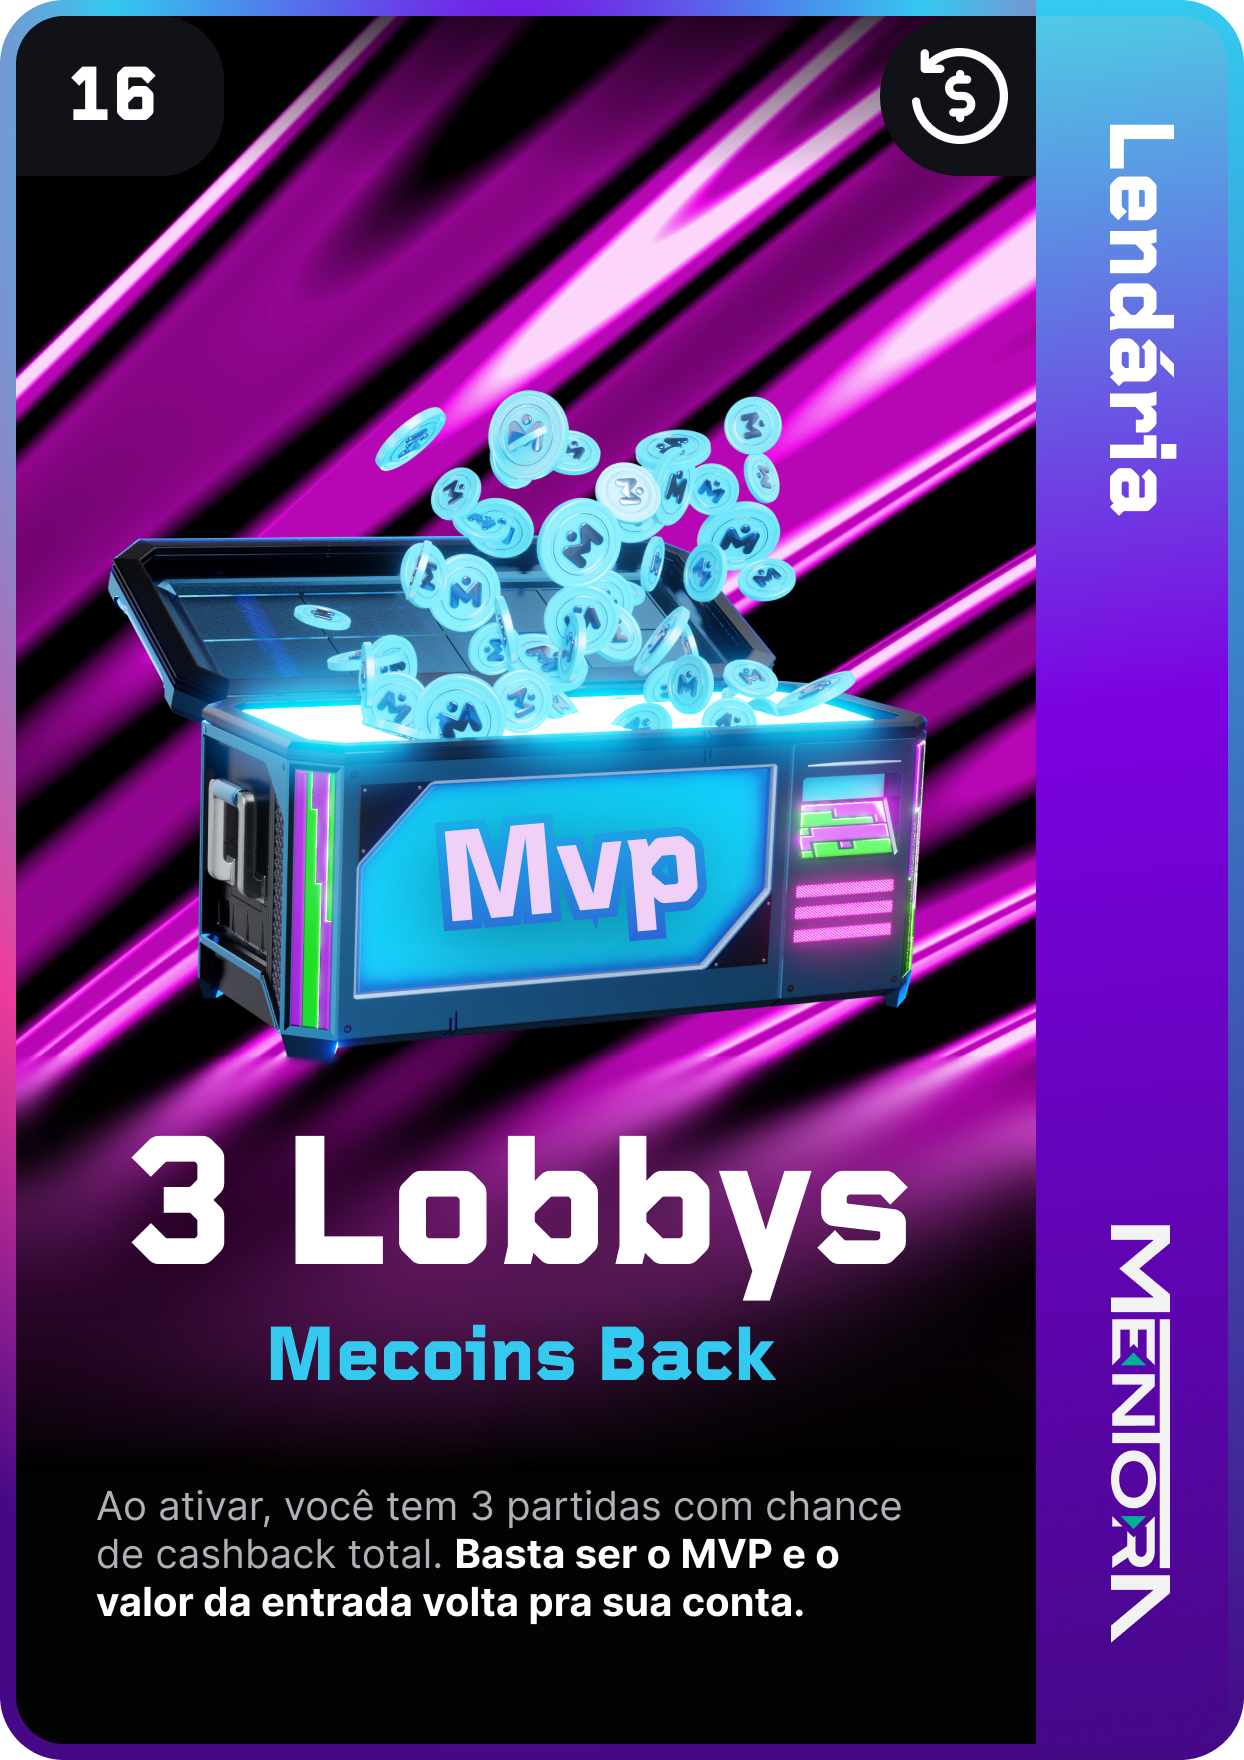 16
Lendária
Mvp
3 Lobbys
Mecoins Back
Ao ativar, você tem 3 partidas com chance
de cashback total. Basta ser o MVP e o
valor da entrada volta pra sua conta.
MENTORA